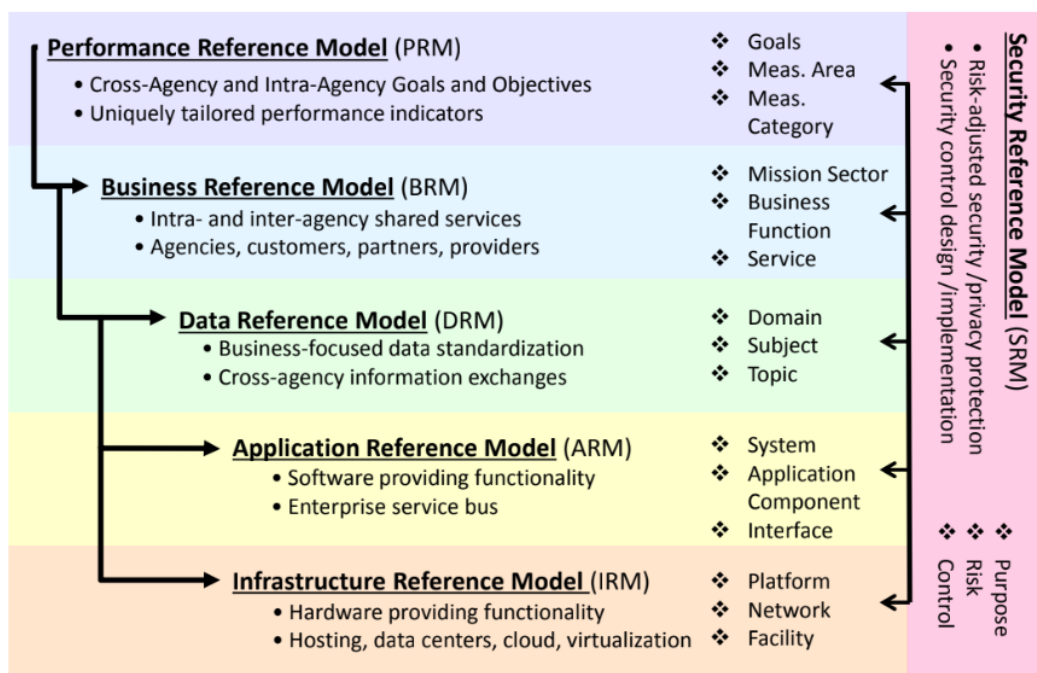 Performance Reference Model (PRM)
• Cross-Agency and Intra-Agency Goals and Objectives
• Uniquely tailored performance indicators
❖ Goals
❖ Meas. Area
❖ Meas.
Category
Business Reference Model (BRM)
• Intra- and inter-agency shared services
• Agencies, customers, partners, providers
❖ Mission Sector
❖ Business
Function
❖ Service
Data Reference Model (DRM)
• Business-focused data standardization
• Cross-agency information exchanges
❖ Domain
❖ Subject
❖ Topic
Application Reference Model (ARM)
• Software providing functionality
• Enterprise service bus
❖ System
❖ Application
Component
❖ Interface
Infrastructure Reference Model (IRM)
• Hardware providing functionality
• Hosting, data centers, cloud, virtualization
❖ Platform
❖ Network
❖ Facility
Security Reference Model (SRM)
• Risk-adjusted security /privacy protection
• Security control design /implementation
❖ Purpose
❖ Risk
❖ Control